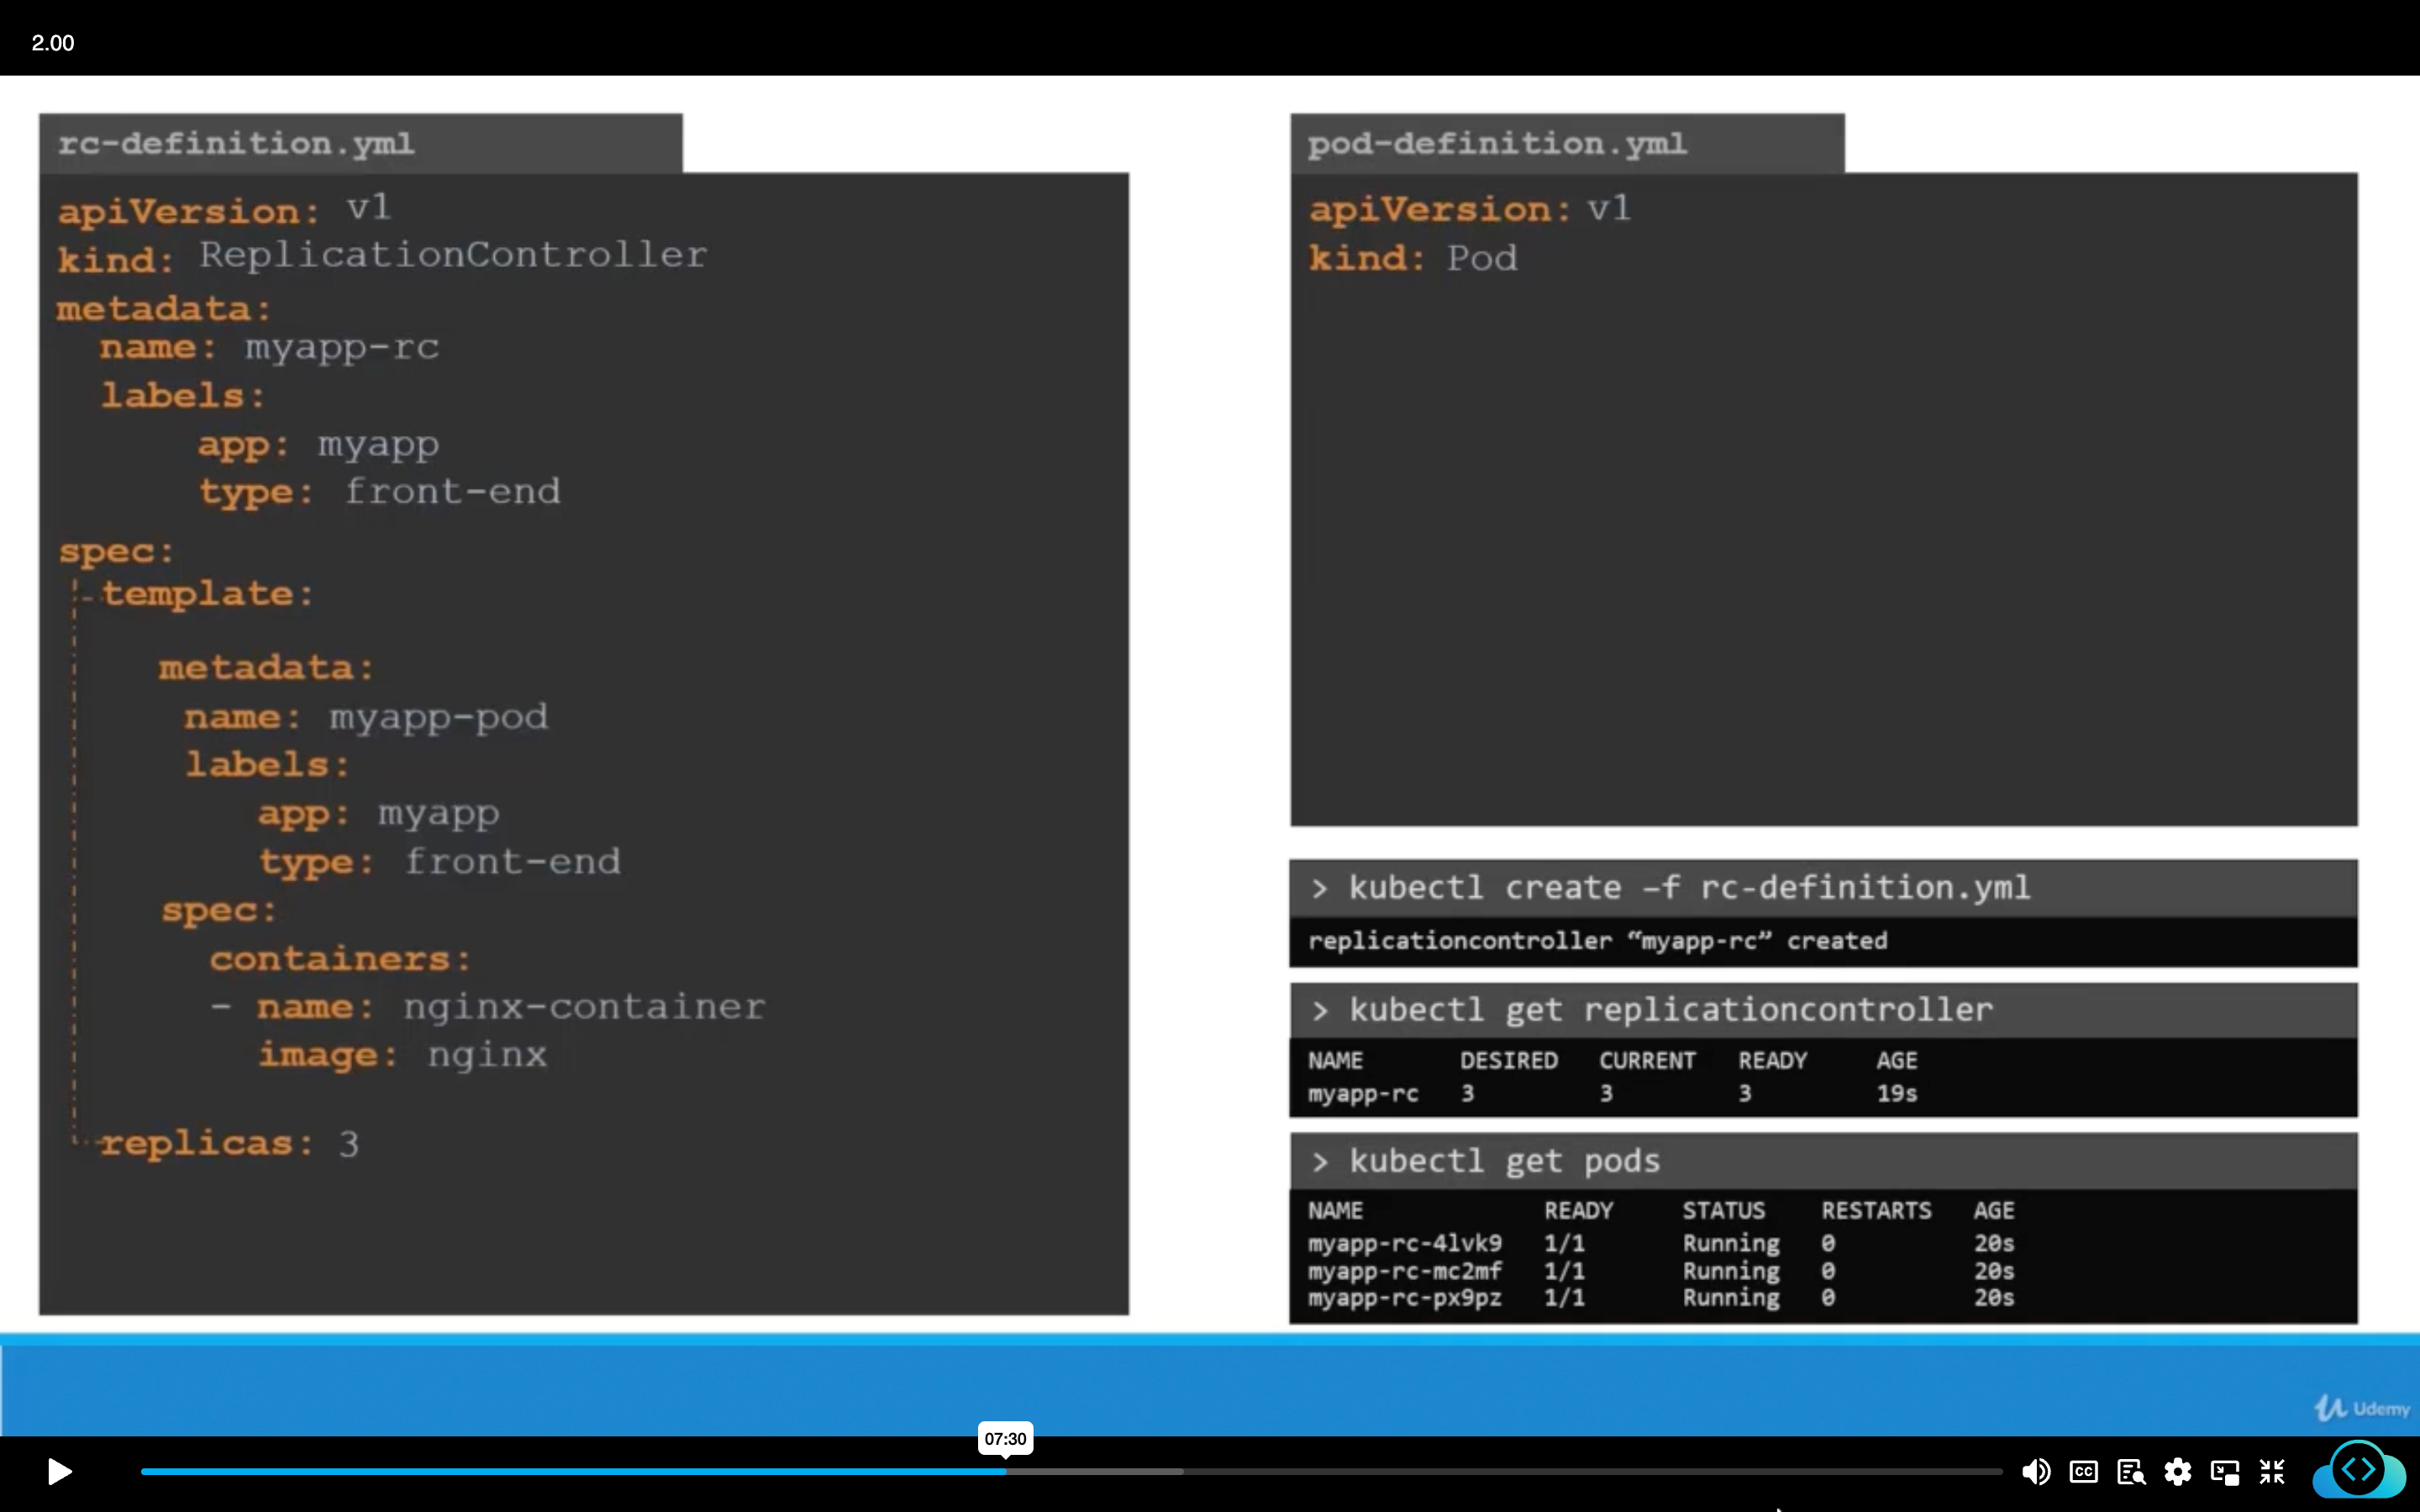 2.00
rc-definition.yml
apiVersion: v1
kind: ReplicationController
metadata:
name: myapp-rc
labels:
app: myapp
type: front-end
spec:
template:
metadata:
name: myapp-pod
labels:
app: myapp
type: front-end
spec:
containers:
- name: nginx-container
image: nginx
replicas: 3
pod-definition.yml
apiVersion: v1
kind: Pod
> kubectl create –f rc-definition.yml
replicationcontroller “myapp-rc” created
> kubectl get replicationcontroller
NAME DESIRED CURRENT READY AGE
myapp-rc 3 3 3 19s
> kubectl get pods
NAME READY STATUS RESTARTS AGE
myapp-rc-4lvk9 1/1 Running 0 20s
myapp-rc-mc2mf 1/1 Running 0 20s
myapp-rc-px9pz 1/1 Running 0 20s
Udemy
07:30
CC